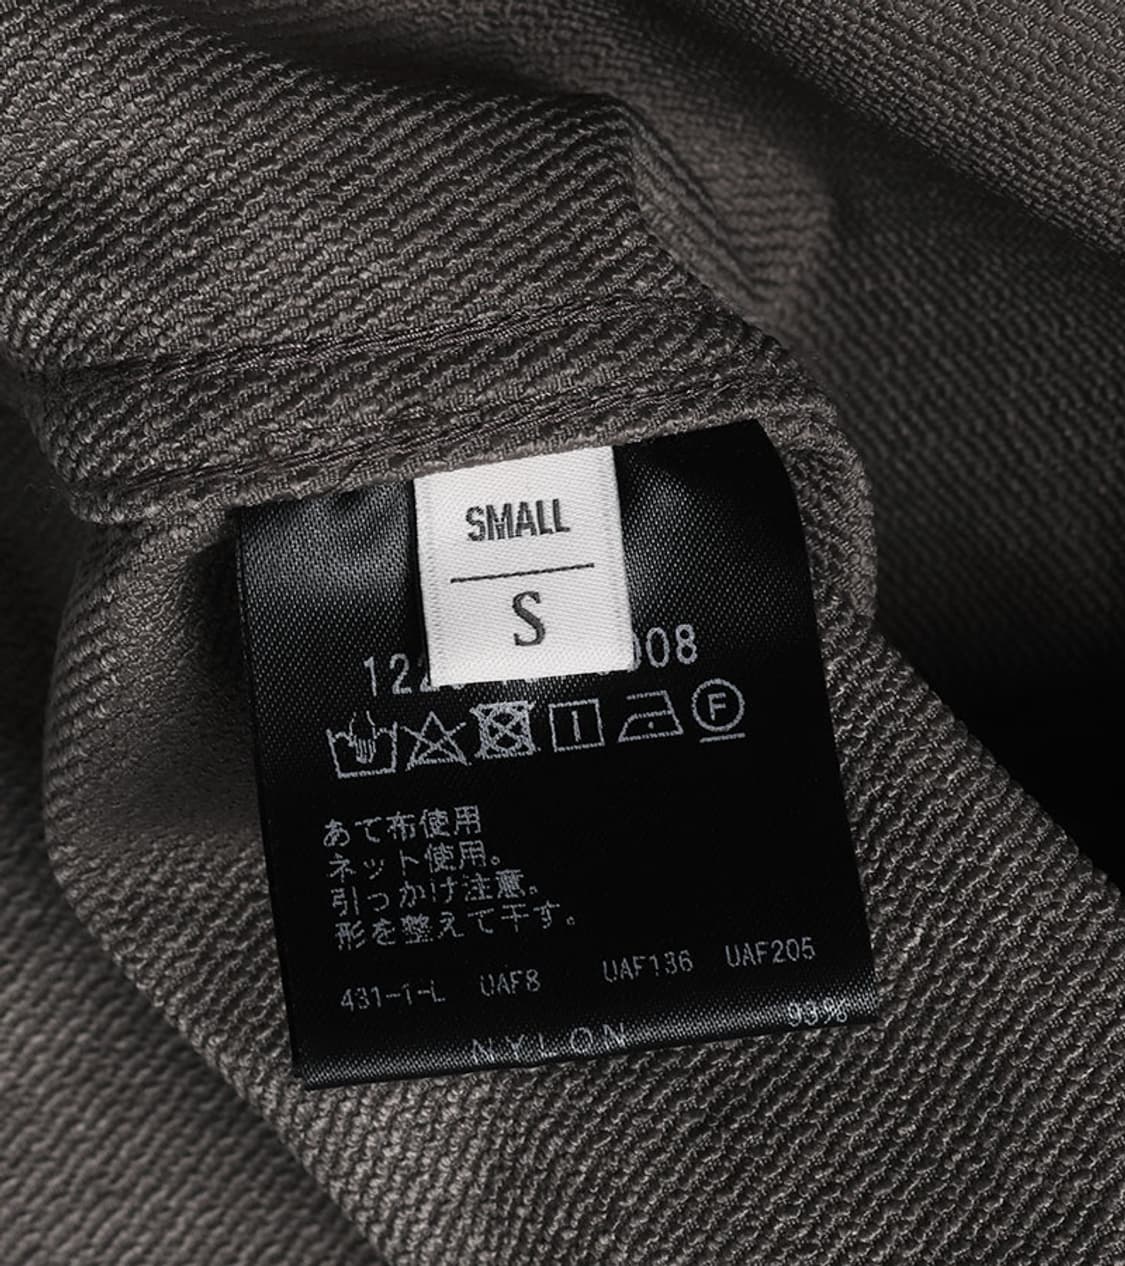 SMALL
S
08
F
あて布使用
ネット使用。
引っかけ注意。
形を整えて干す。
431-1-L UAF8 UAF136 UAF205
NYLON 93%